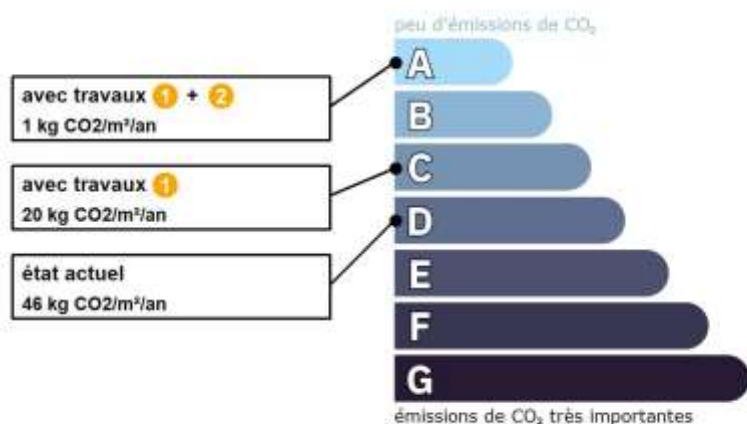 peu d'émissions de CO₂
A
avec travaux 1 + 2
1 kg CO2/m²/an
B
avec travaux 1
20 kg CO2/m²/an
C
D
état actuel
46 kg CO2/m²/an
E
F
G
émissions de CO₂ très importantes